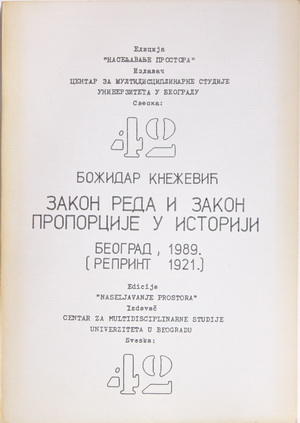 Едиција
"НАСЕЉАВАЊЕ ПРОСТОРА"
Издавач
ЦЕНТАР ЗА МУЛТИДИСЦИПЛИНАРНЕ СТУДИЈЕ
УНИВЕРЗИТЕТА У БЕОГРАДУ
Свеска:
42
БОЖИДАР КНЕЖЕВИЋ
ЗАКОН РЕДА И ЗАКОН
ПРОПОРЦИЈЕ У ИСТОРИЈИ
БЕОГРАД, 1989.
(РЕПРИНТ 1921.)
Edicije
"NASELJAVANJE PROSTORA"
Izdavač
CENTAR ZA MULTIDISCIPLINARNE STUDIJE
UNIVERZITETA U BEOGRADU
Sveska:
42